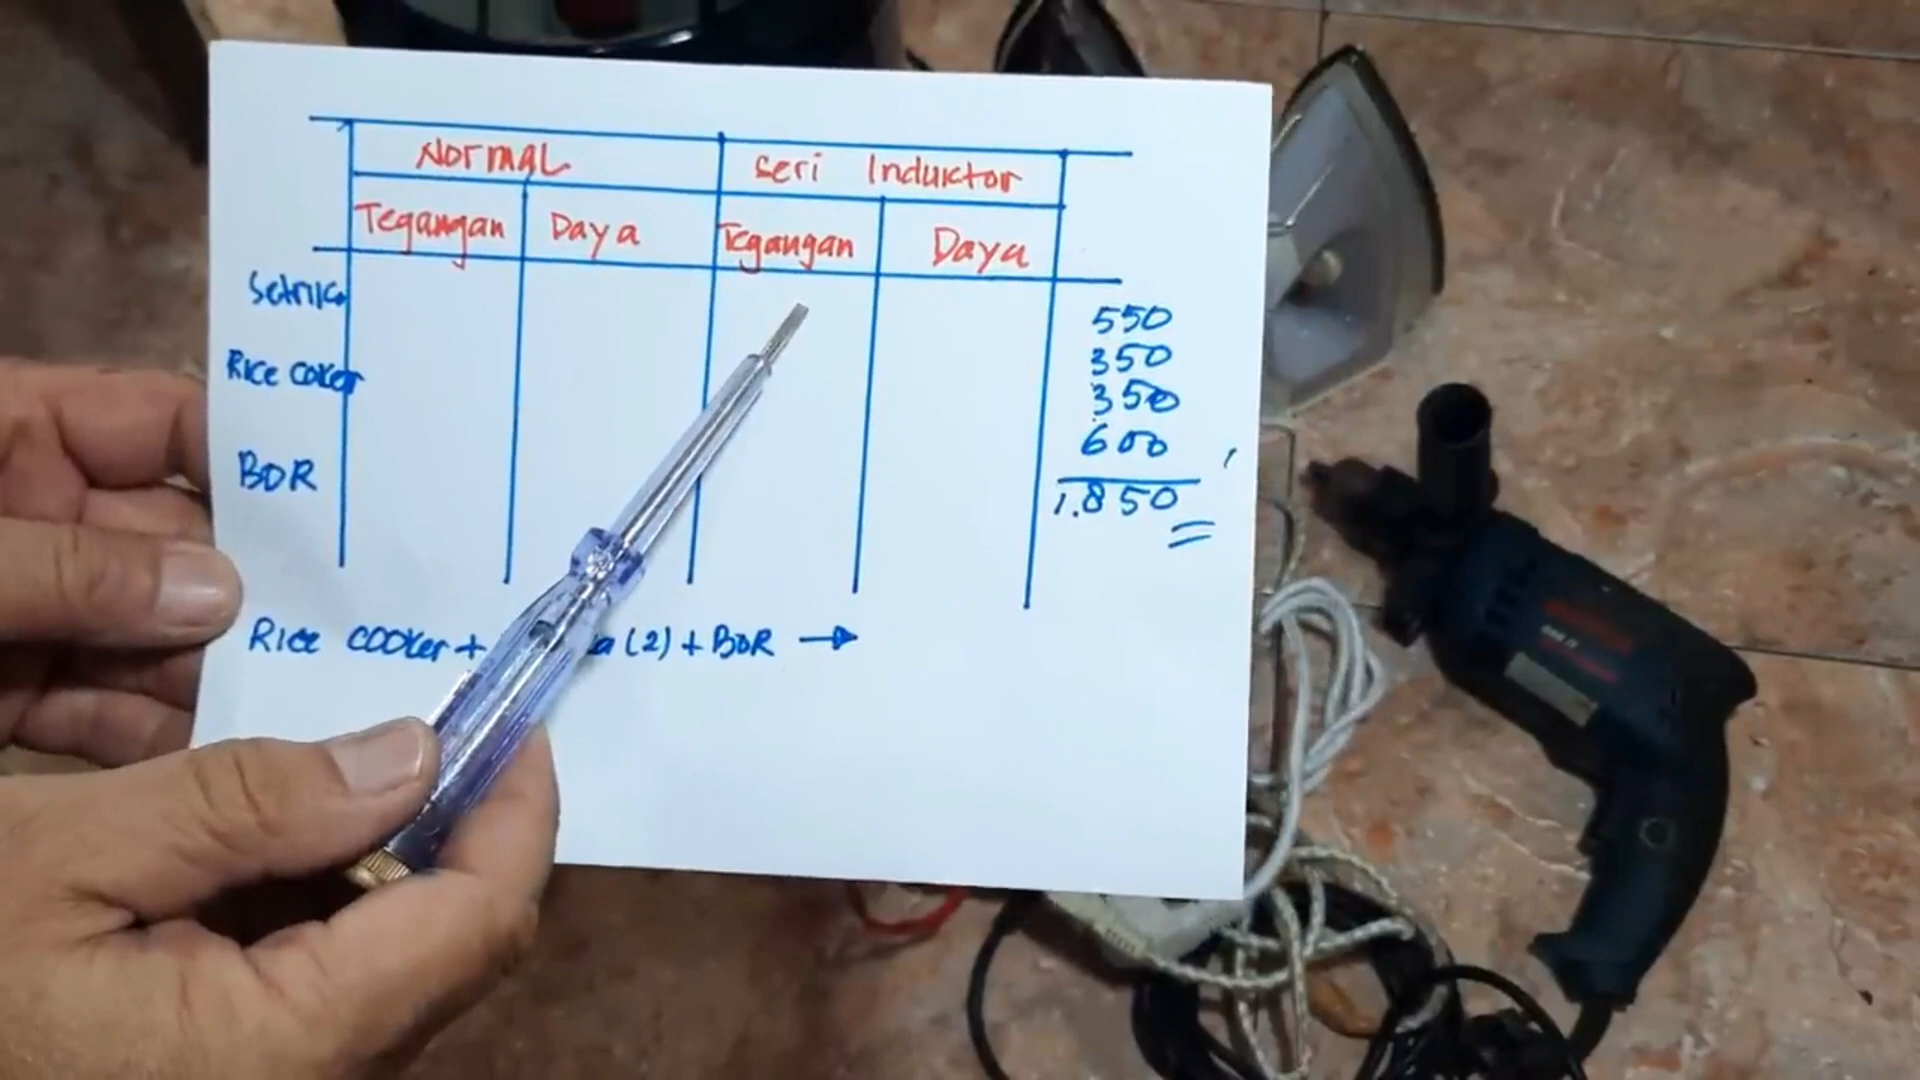 Normal Seri Induktor
Tegangan Daya Tegangan Daya
Setrika
550
350
Rice coker
350
600
BOR
1.850
Rice cooker + a (2) + BOR →